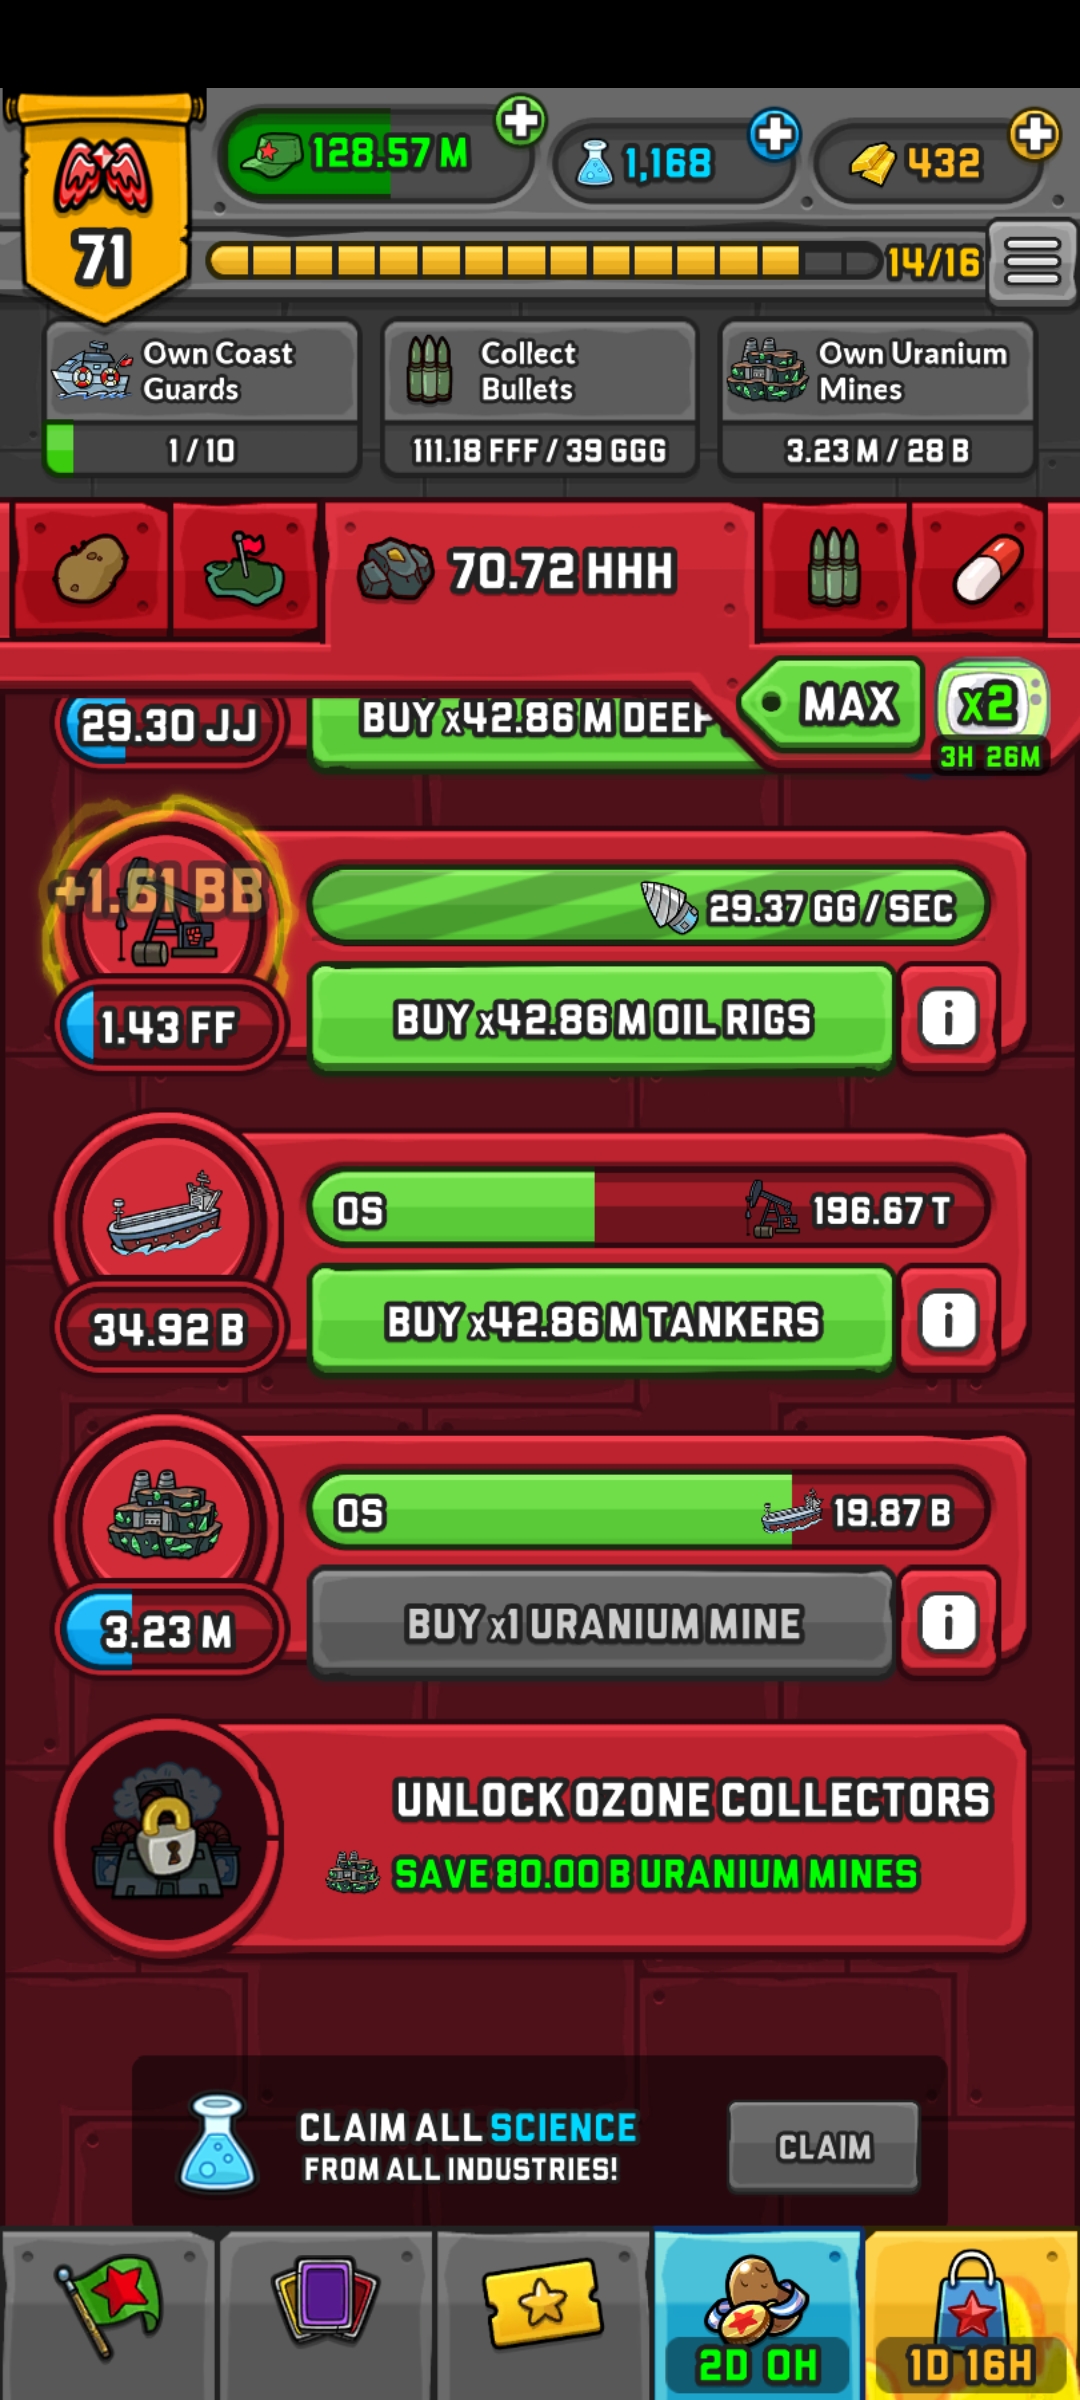 128.57 M
1,168
432
71
14/16
Own Coast
Guards
Collect
Bullets
Own Uranium
Mines
1 / 10
111.18 FFF / 39 GGG
3.23 M / 28 B
70.72 HHH
MAX
x2
3H 26M
29.30 JJ
BUY x42.86 M DEEP
+1.61 BB
29.37 GG / SEC
1.43 FF
BUY x42.86 M OIL RIGS
i
0S
196.67 T
34.92 B
BUY x42.86 M TANKERS
i
0S
19.87 B
3.23 M
BUY x1 URANIUM MINE
i
UNLOCK OZONE COLLECTORS
SAVE 80.00 B URANIUM MINES
CLAIM ALL SCIENCE
FROM ALL INDUSTRIES!
CLAIM
2D 0H
1D 16H